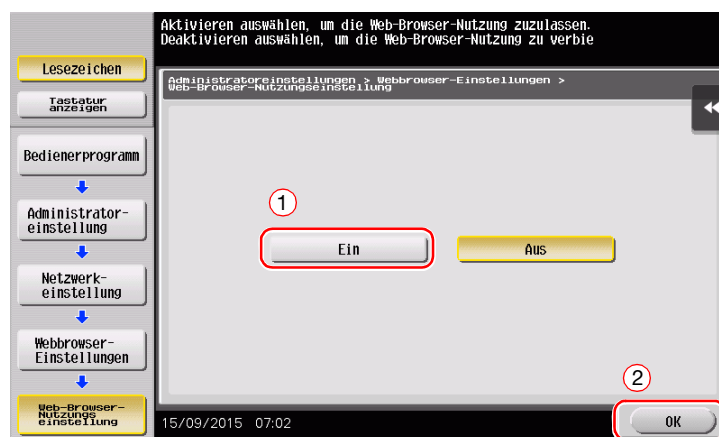 Aktivieren auswählen, um die Web-Browser-Nutzung zuzulassen.
Deaktivieren auswählen, um die Web-Browser-Nutzung zu verbie
Lesezeichen
Tastatur
anzeigen
Administratoreinstellungen > Webbrowser-Einstellungen >
Web-Browser-Nutzungseinstellung
Bedienerprogramm
Administrator-
einstellung
Netzwerk-
einstellung
Webbrowser-
Einstellungen
Web-Browser-
Nutzungs
einstellung
1
Ein
Aus
2
15/09/2015 07:02
OK